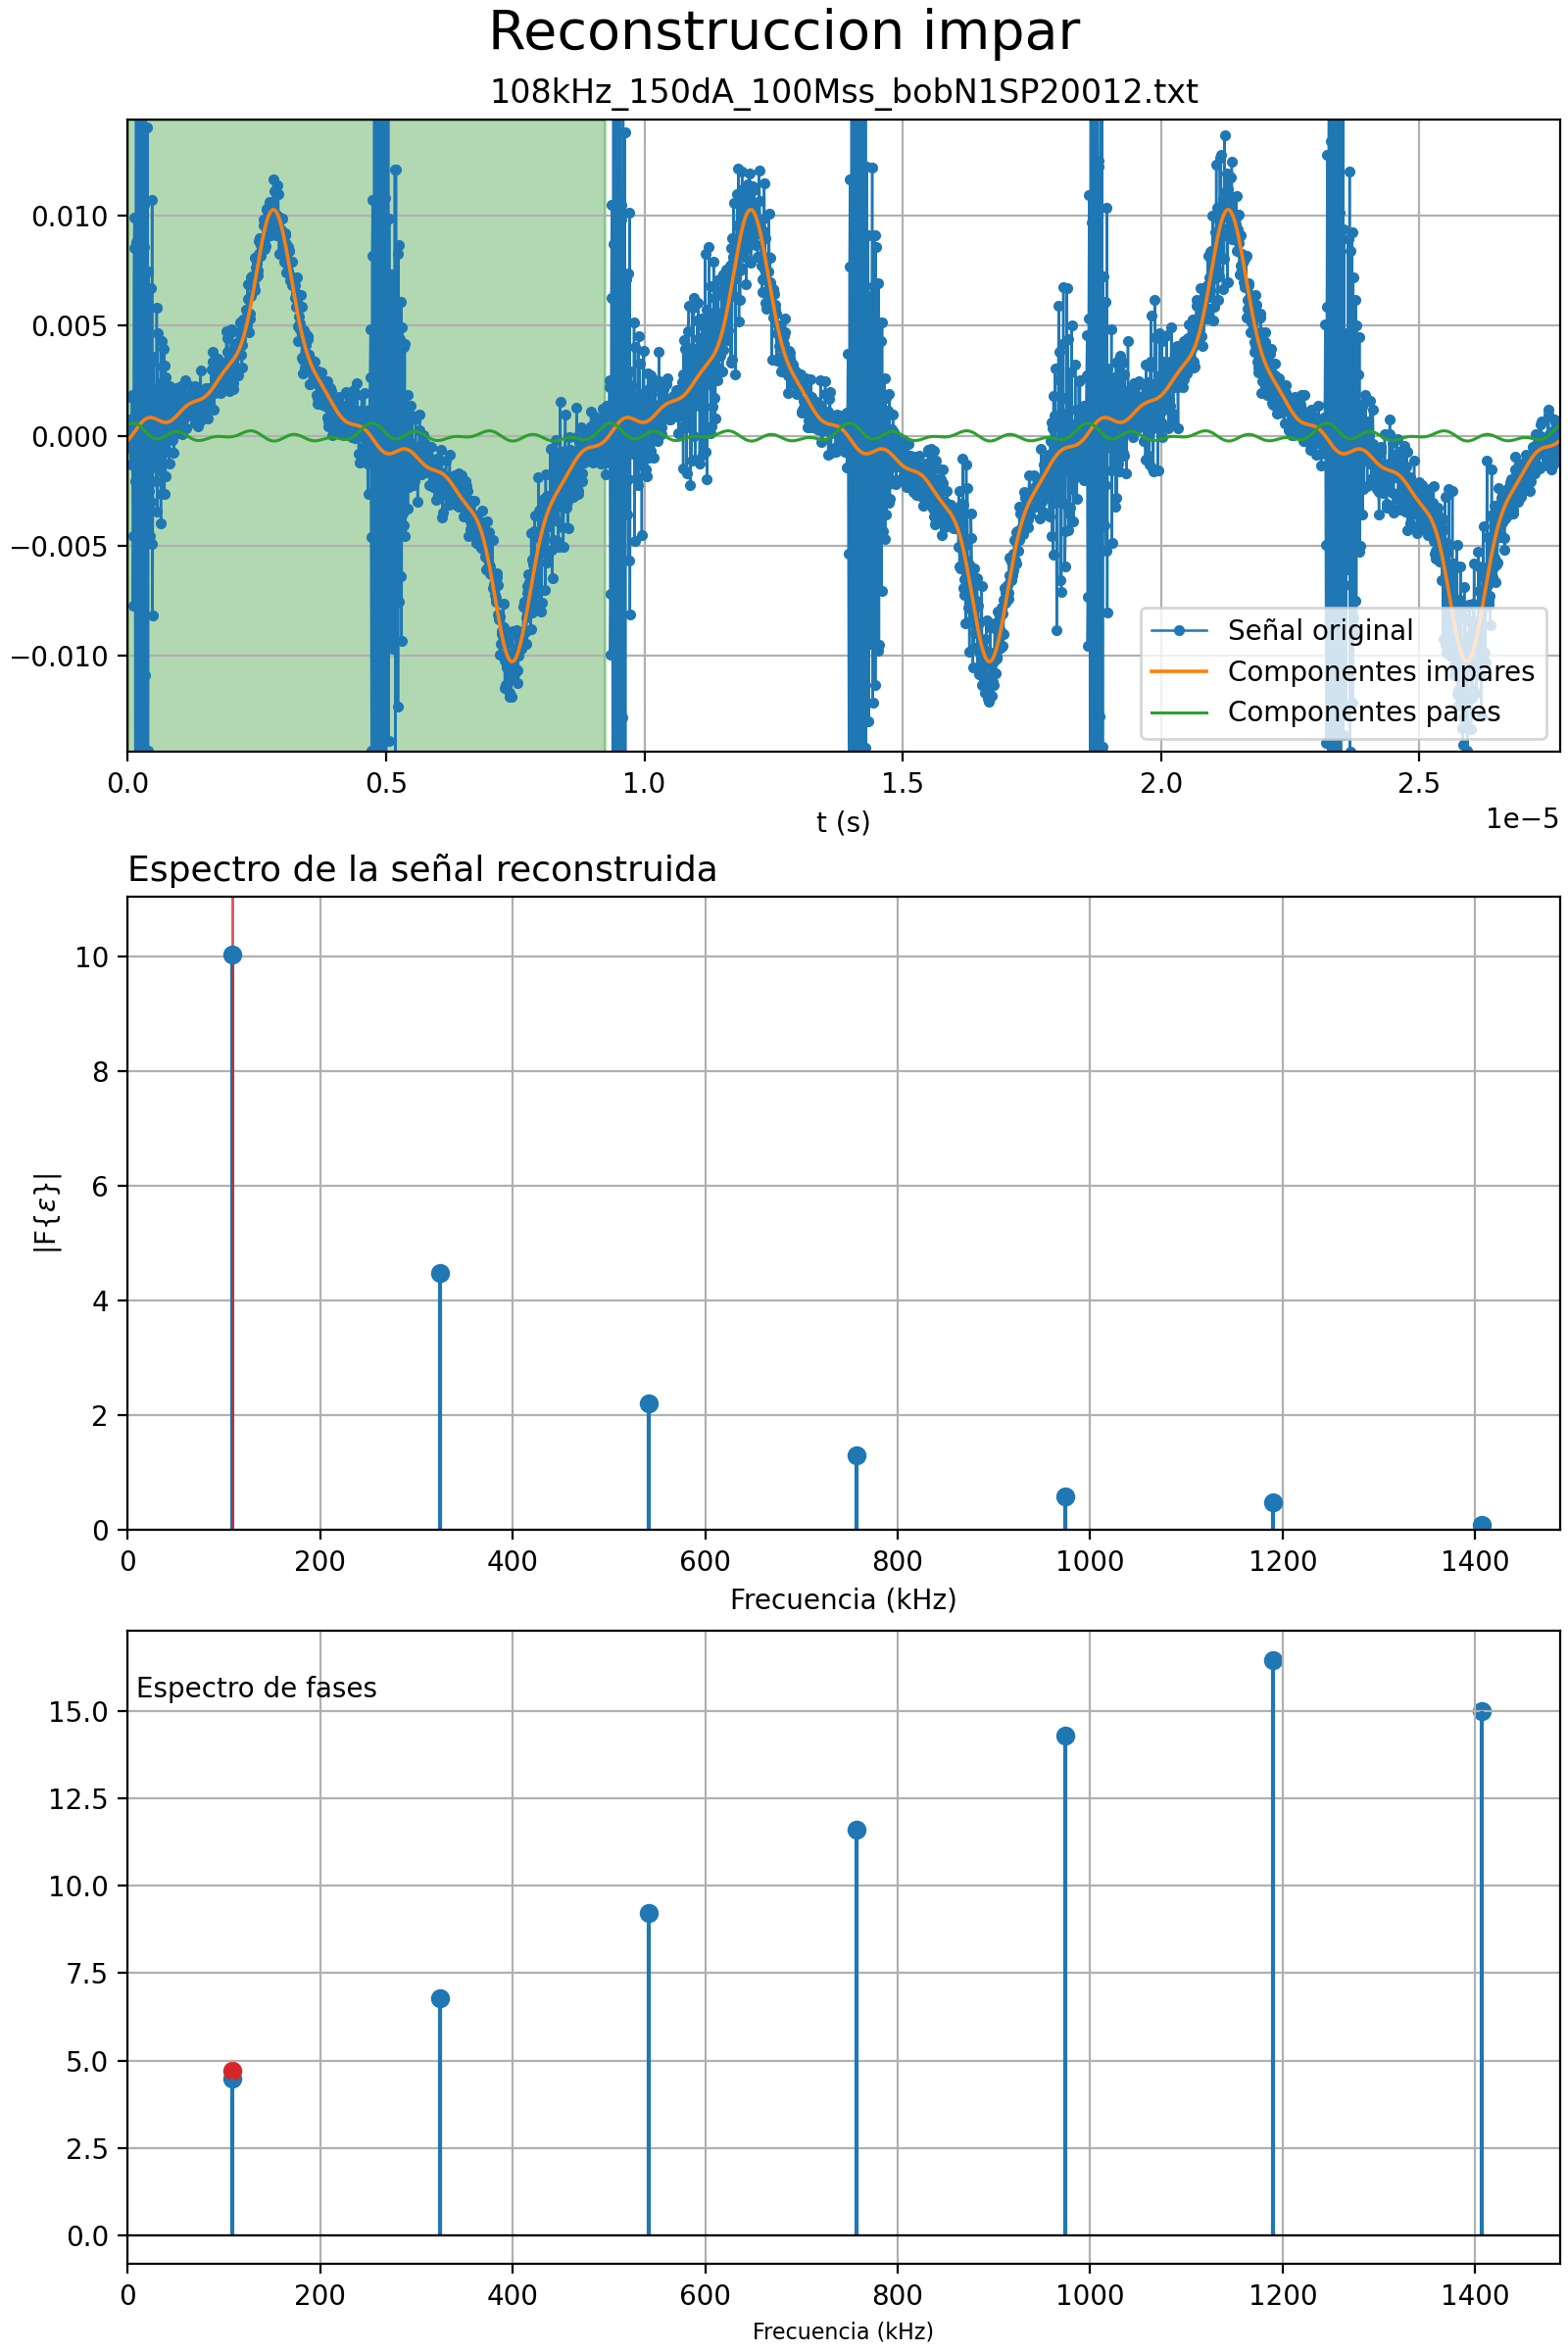 Reconstruccion impar
108kHz_150dA_100Mss_bobN1SP20012.txt
0.010
0.005
0.000
−0.005
−0.010
Señal original
Componentes impares
Componentes pares
0.0 0.5 1.0 1.5 2.0 2.5
1e−5
t (s)
Espectro de la señal reconstruida
10
8
6
4
2
0
|F{ε}|
0 200 400 600 800 1000 1200 1400
Frecuencia (kHz)
Espectro de fases
15.0
12.5
10.0
7.5
5.0
2.5
0.0
0 200 400 600 800 1000 1200 1400
Frecuencia (kHz)